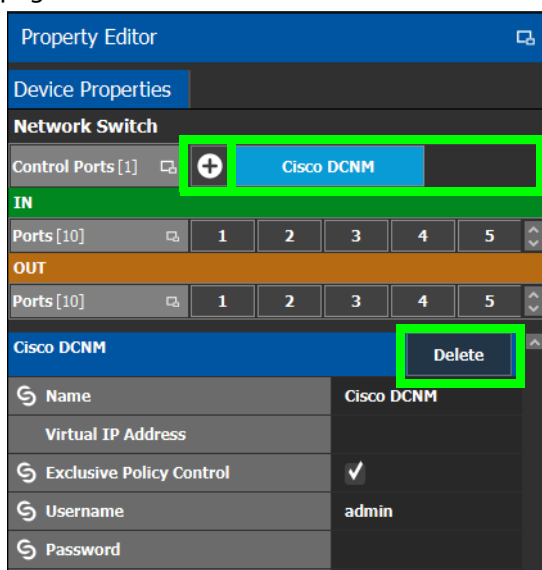 Property Editor
Device Properties
Network Switch
Control Ports [1] Cisco DCNM
IN
Ports [10] 1 2 3 4 5
OUT
Ports [10] 1 2 3 4 5
Cisco DCNM Delete
Name Cisco DCNM
Virtual IP Address
Exclusive Policy Control
Username admin
Password